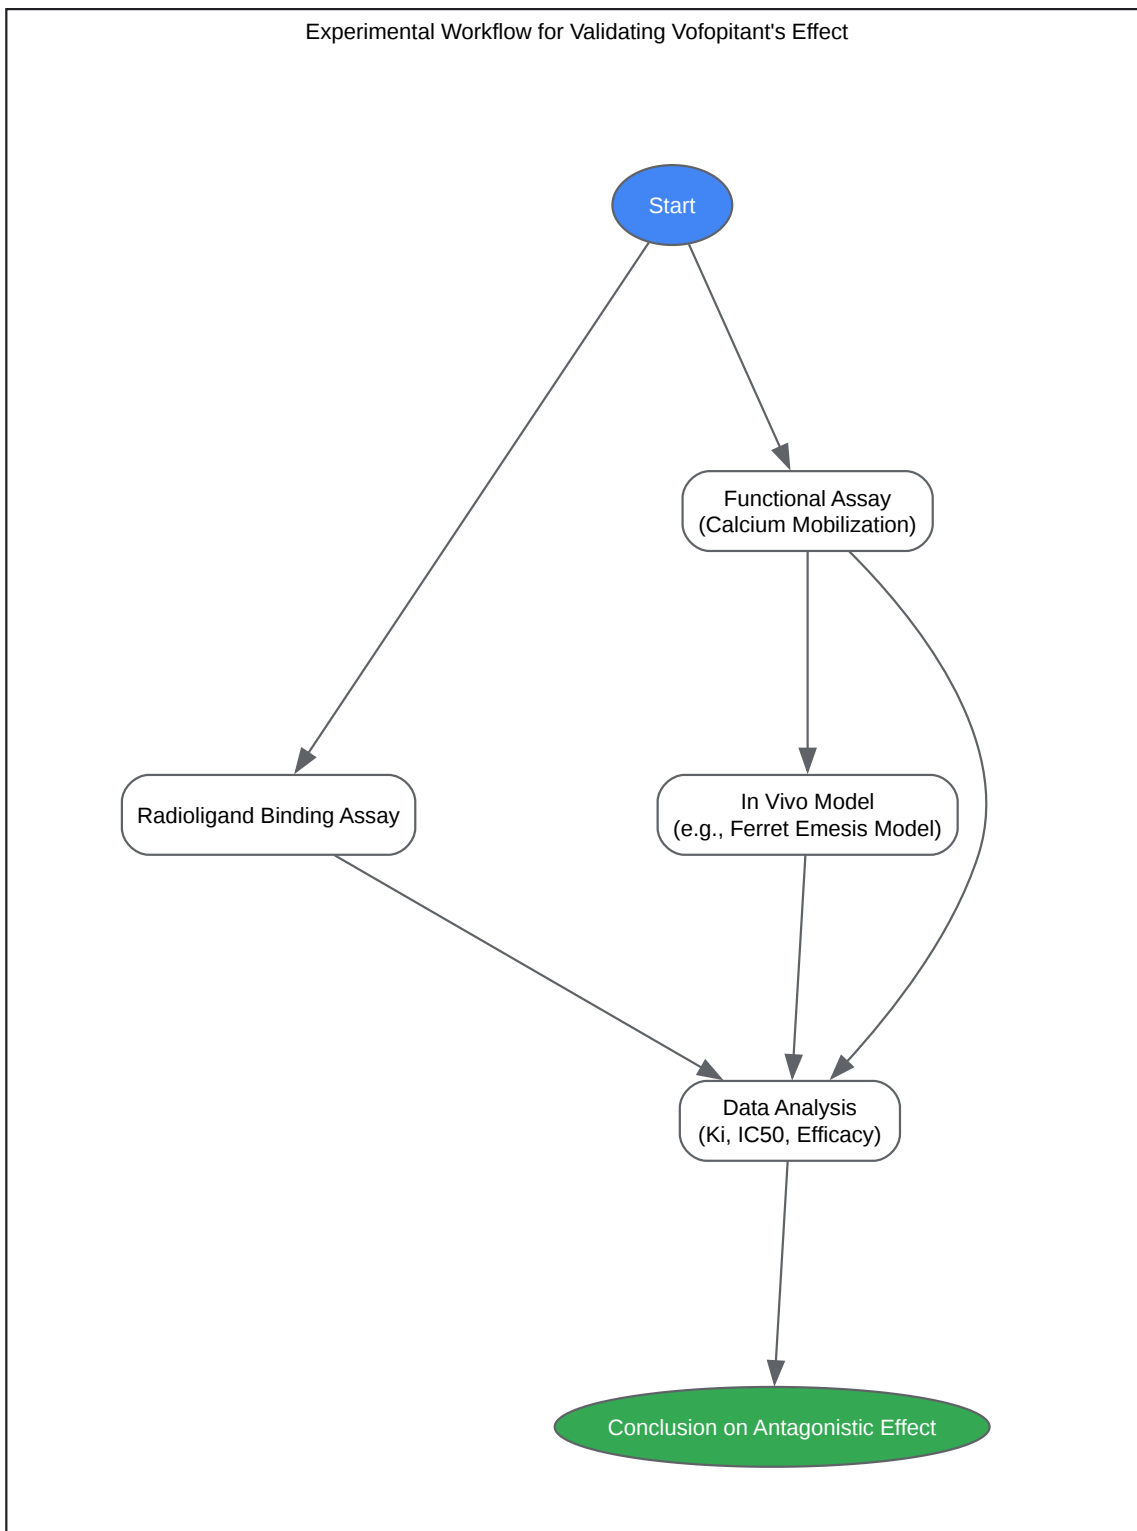 Experimental Workflow for Validating Vofopitant's Effect
Start
Functional Assay
(Calcium Mobilization)
Radioligand Binding Assay
In Vivo Model
(e.g., Ferret Emesis Model)
Data Analysis
(Ki, IC50, Efficacy)
Conclusion on Antagonistic Effect